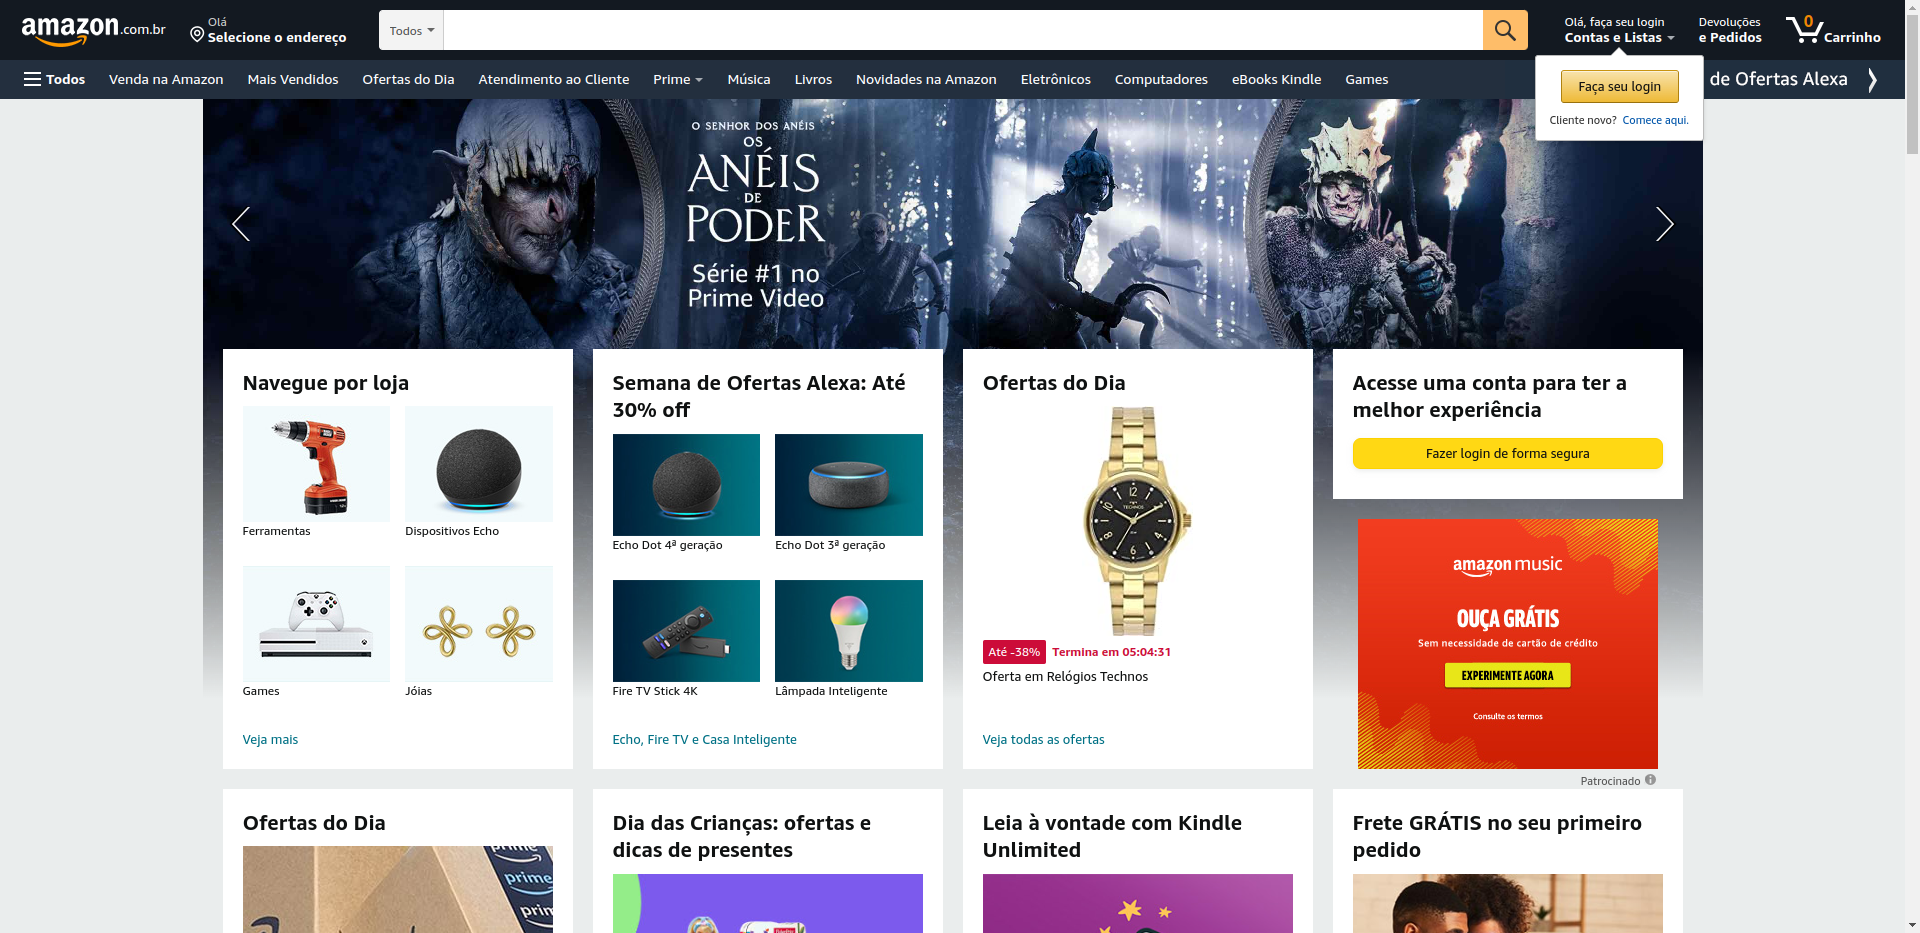 amazon.com.br
Olá
Selecione o endereço
Todos
Olá, faça seu login
Contas e Listas
Devoluções
e Pedidos
0
Carrinho
Todos
Venda na Amazon
Mais Vendidos
Ofertas do Dia
Atendimento ao Cliente
Prime
Música
Livros
Novidades na Amazon
Eletrônicos
Computadores
eBooks Kindle
Games
de Ofertas Alexa
Faça seu login
Cliente novo? Comece aqui.
O SENHOR DOS ANÉIS
OS
ANÉIS
DE
PODER
Série #1 no
Prime Video
Navegue por loja
Ferramentas
Dispositivos Echo
Games
Jóias
Veja mais
Semana de Ofertas Alexa: Até
30% off
Echo Dot 4ª geração
Echo Dot 3ª geração
Fire TV Stick 4K
Lâmpada Inteligente
Echo, Fire TV e Casa Inteligente
Ofertas do Dia
12
TECHNOS
6
Até -38%
Termina em 05:04:31
Oferta em Relógios Technos
Veja todas as ofertas
Acesse uma conta para ter a
melhor experiência
Fazer login de forma segura
amazon music
OUÇA GRÁTIS
Sem necessidade de cartão de crédito
EXPERIMENTE AGORA
Consulte os termos
Patrocinado
Ofertas do Dia
prime
prime
Dia das Crianças: ofertas e
dicas de presentes
Leia à vontade com Kindle
Unlimited
Frete GRÁTIS no seu primeiro
pedido